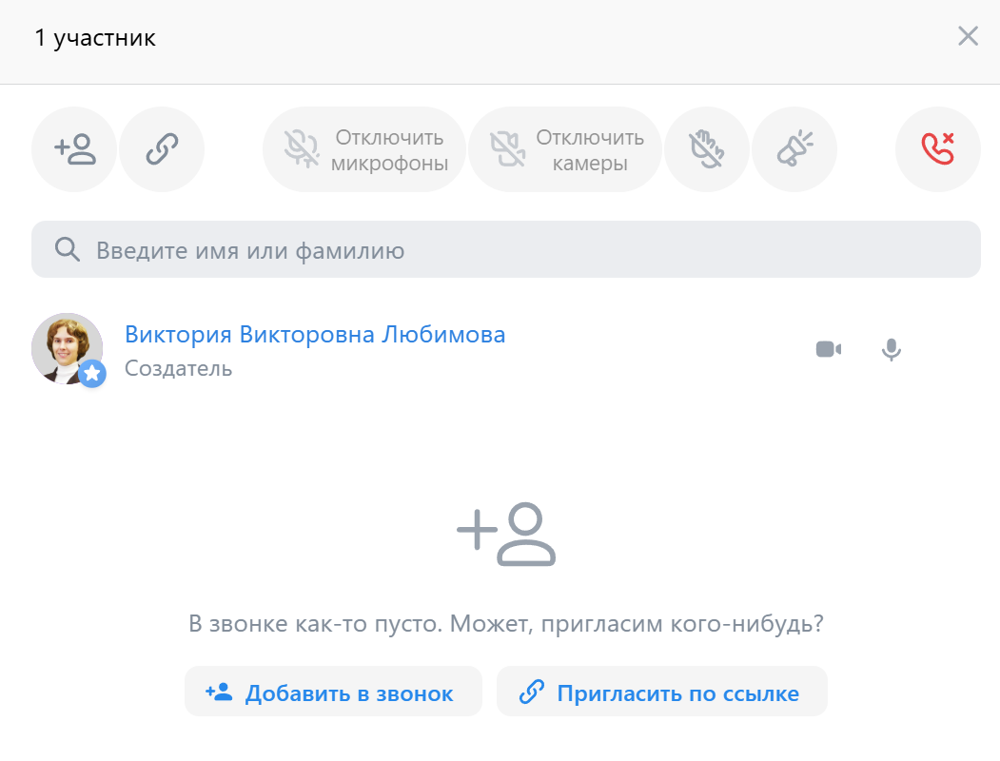 1 участник
Отключить
микрофоны
Отключить
камеры
Введите имя или фамилию
Виктория Викторовна Любимова
Создатель
В звонке как-то пусто. Может, пригласим кого-нибудь?
Добавить в звонок
Пригласить по ссылке